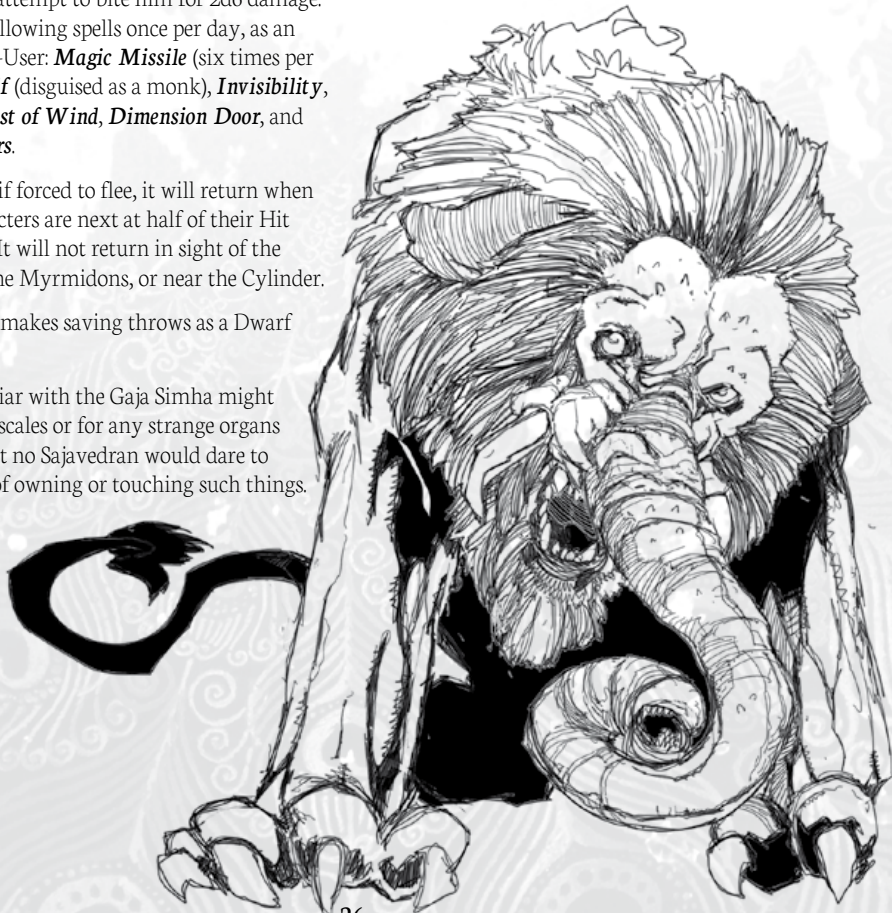 attempt to bite him for 2d6 damage.
llowing spells once per day, as an
-User: Magic Missile (six times per
f (disguised as a monk), Invisibility,
st of Wind, Dimension Door, and
rs.
if forced to flee, it will return when
cters are next at half of their Hit
It will not return in sight of the
ne Myrmidons, or near the Cylinder.
makes saving throws as a Dwarf
iar with the Gaja Simha might
scales or for any strange organs
t no Sajavedran would dare to
of owning or touching such things.